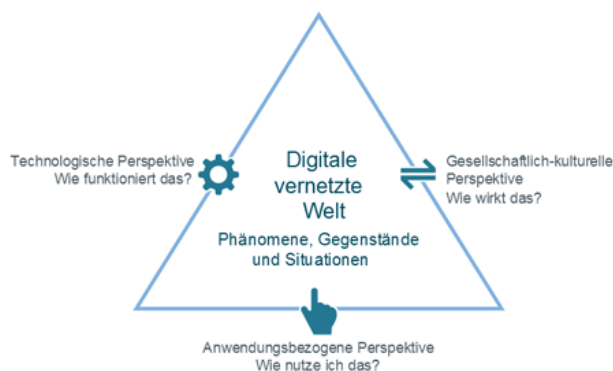 Technologische Perspektive
Wie funktioniert das?
Digitale
vernetzte
Welt
Phänomene, Gegenstände
und Situationen
Gesellschaftlich-kulturelle
Perspektive
Wie wirkt das?
Anwendungsbezogene Perspektive
Wie nutze ich das?